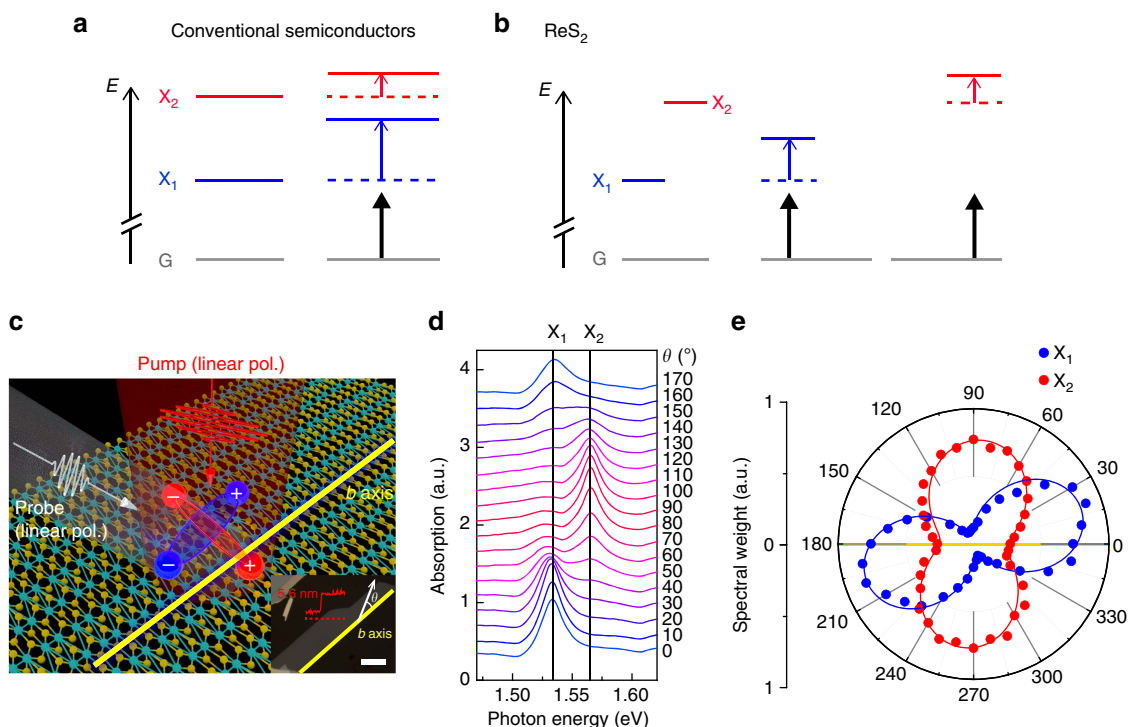 a
Conventional semiconductors
b
ReS2
E
X2
X1
G
E
X2
X1
G
c
Pump (linear pol.)
Probe
(linear pol.)
− +
− +
b axis
5.6 nm
θ
b axis
d
X1 X2
θ (°)
170
160
150
140
130
120
110
100
90
80
70
60
50
40
30
20
10
0
4
3
2
1
0
Absorption (a.u.)
1.50 1.55 1.60
Photon energy (eV)
e
X1
X2
1
0
1
Spectral weight (a.u.)
90
120 60
150 30
180 0
210 330
240 300
270